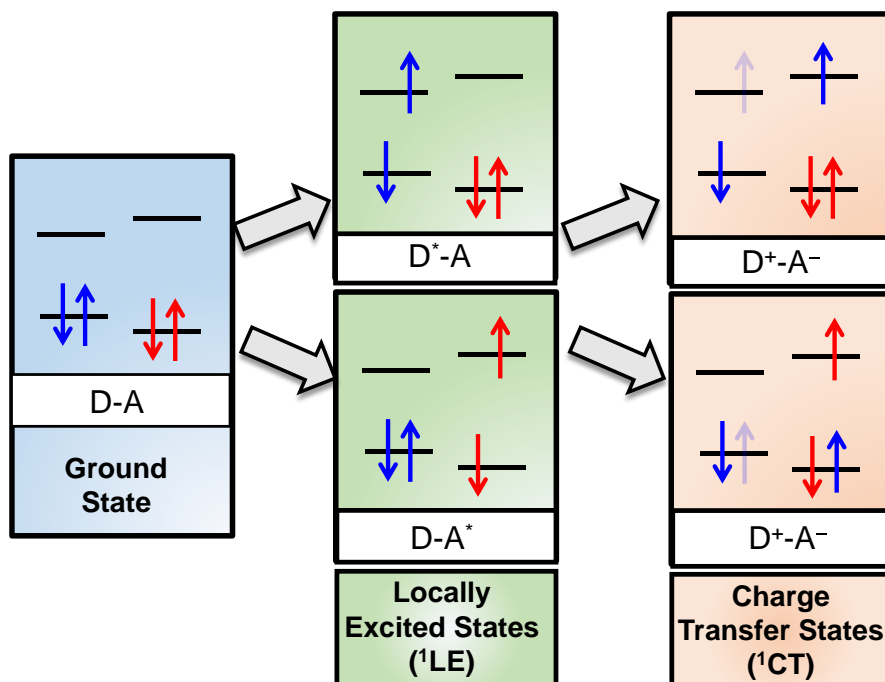 D-A
Ground
State
D*-A
D-A*
Locally
Excited States
(¹LE)
D⁺-A⁻
D⁺-A⁻
Charge
Transfer States
(¹CT)